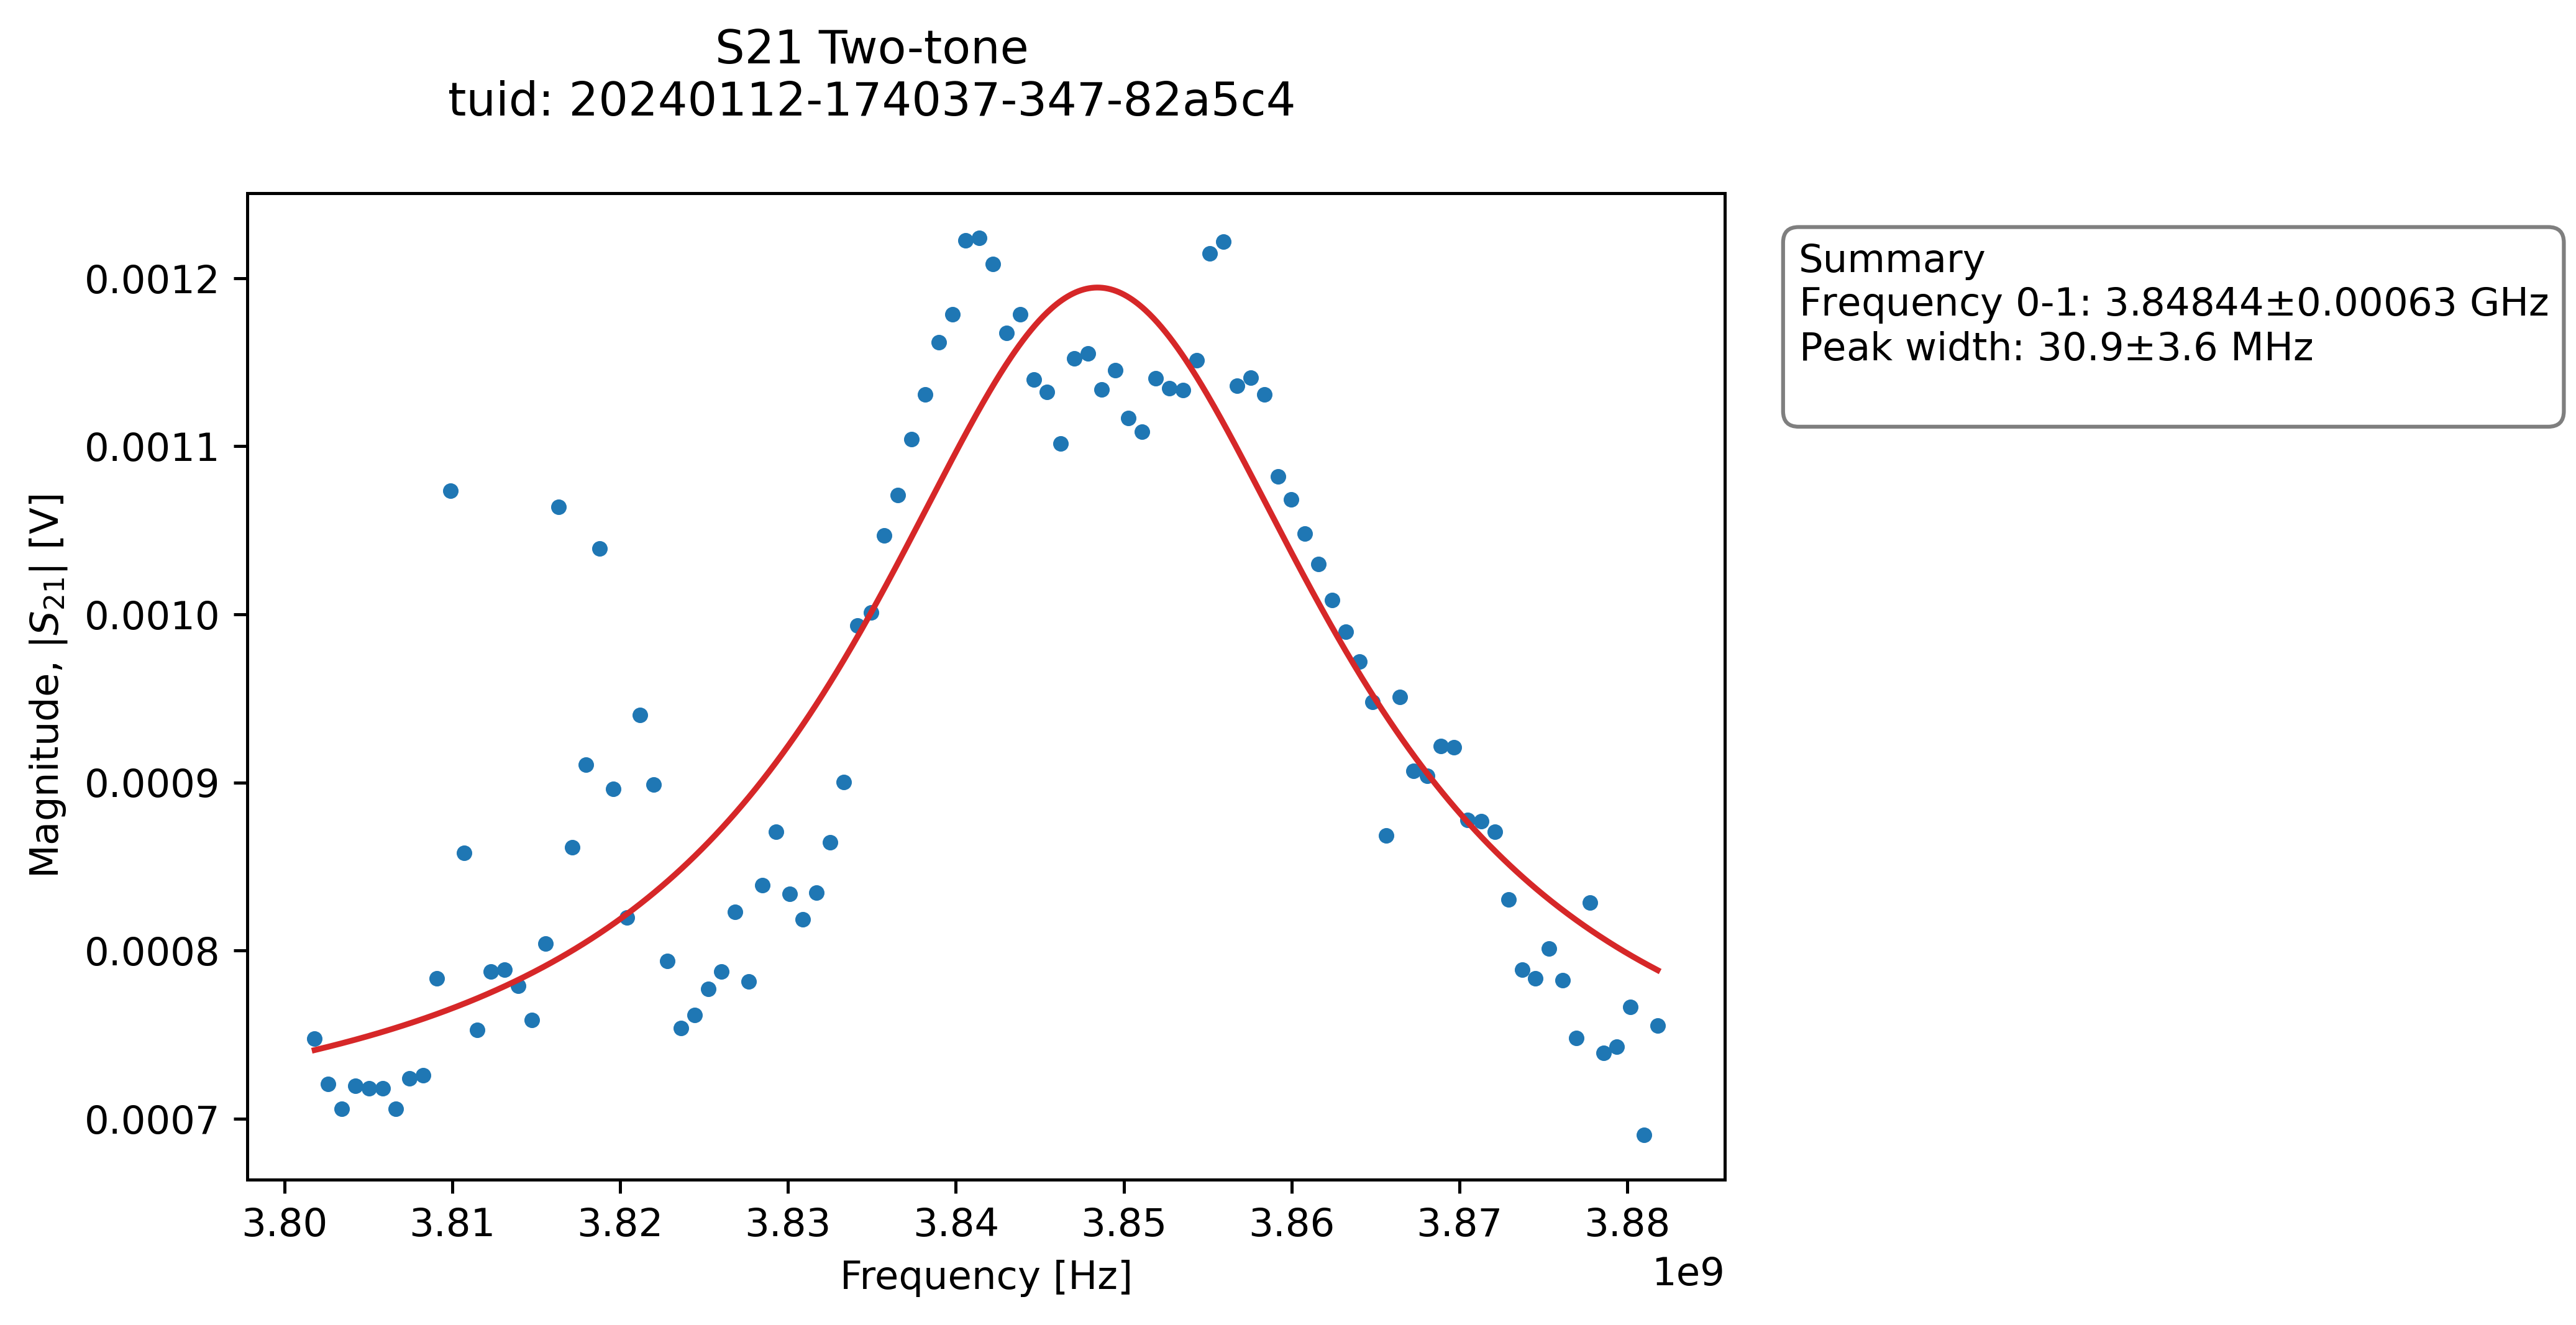 S21 Two-tone
tuid: 20240112-174037-347-82a5c4
Summary
Frequency 0-1: 3.84844±0.00063 GHz
Peak width: 30.9±3.6 MHz
Magnitude, |S21| [V]
0.0012
0.0011
0.0010
0.0009
0.0008
0.0007
3.80 3.81 3.82 3.83 3.84 3.85 3.86 3.87 3.88
Frequency [Hz]
1e9